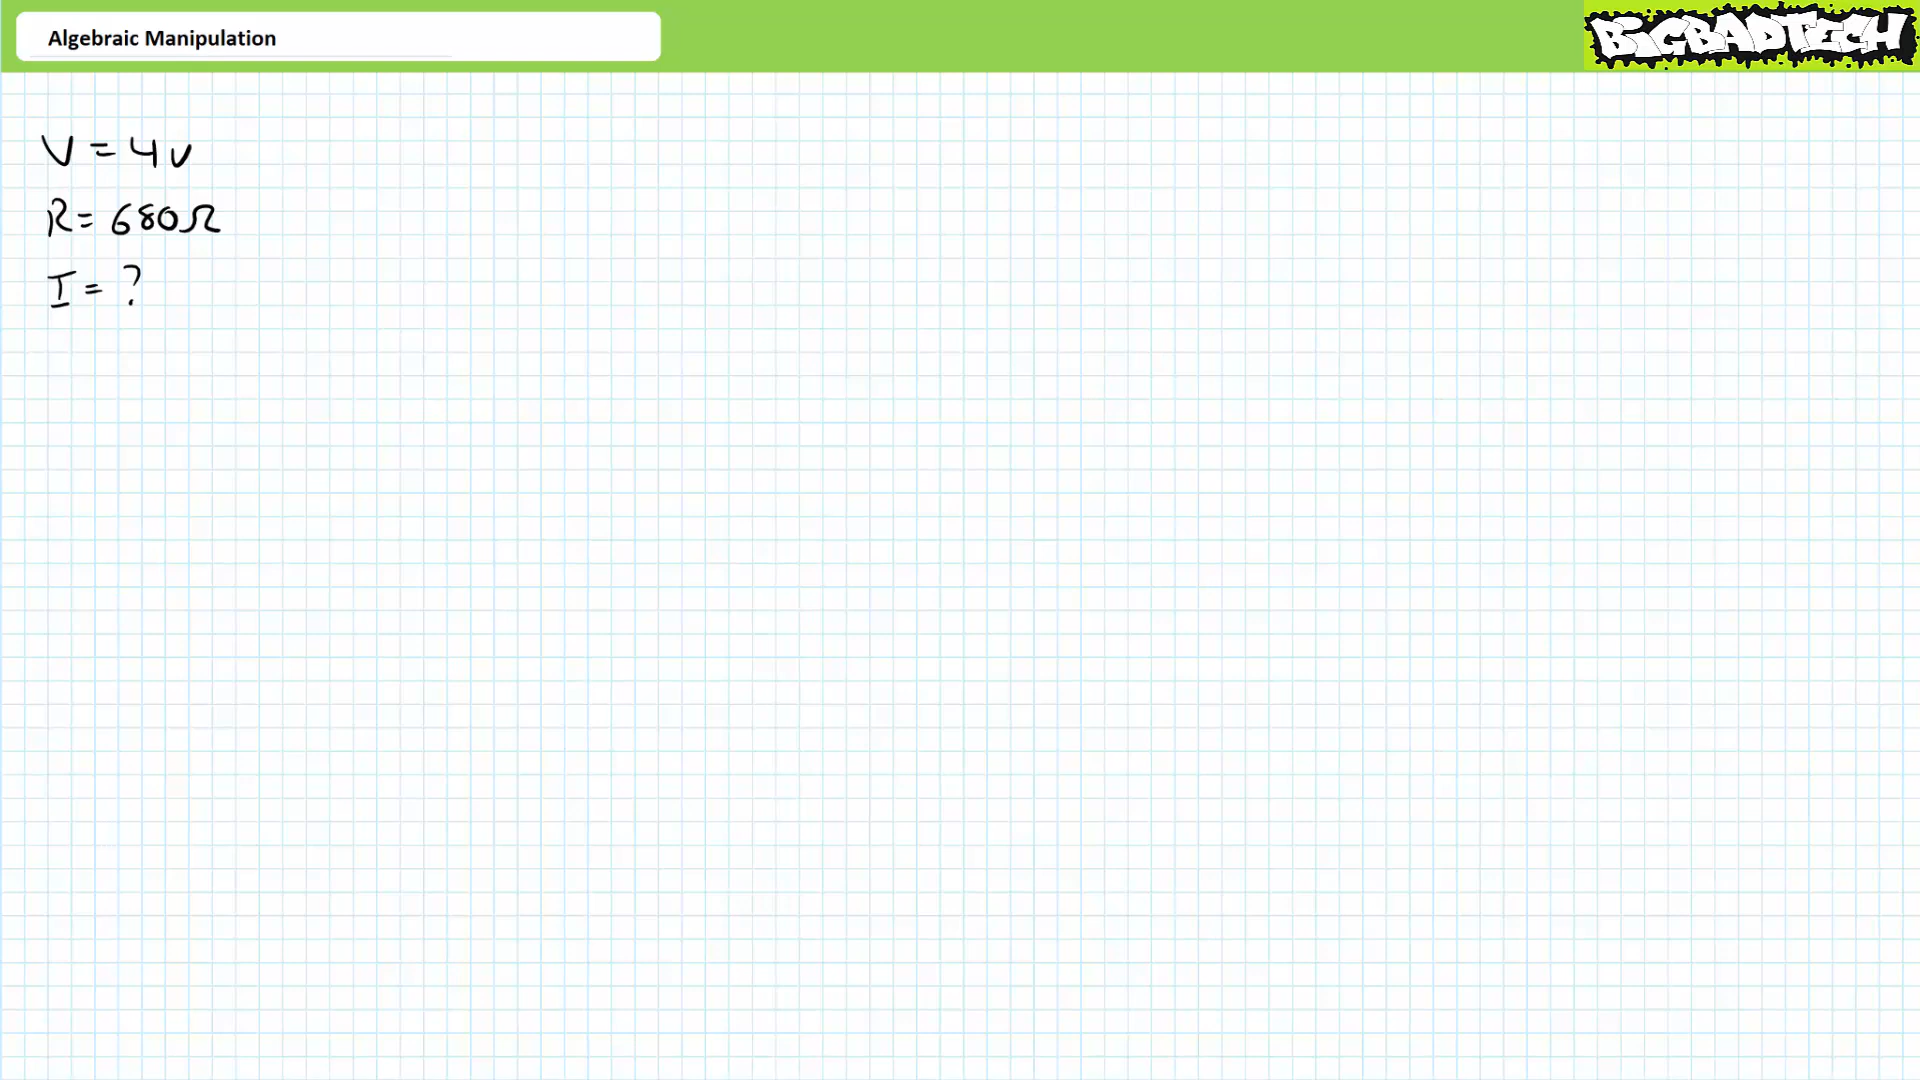 Algebraic Manipulation
BIGBADTECH
V = 4v
R = 680Ω
I = ?